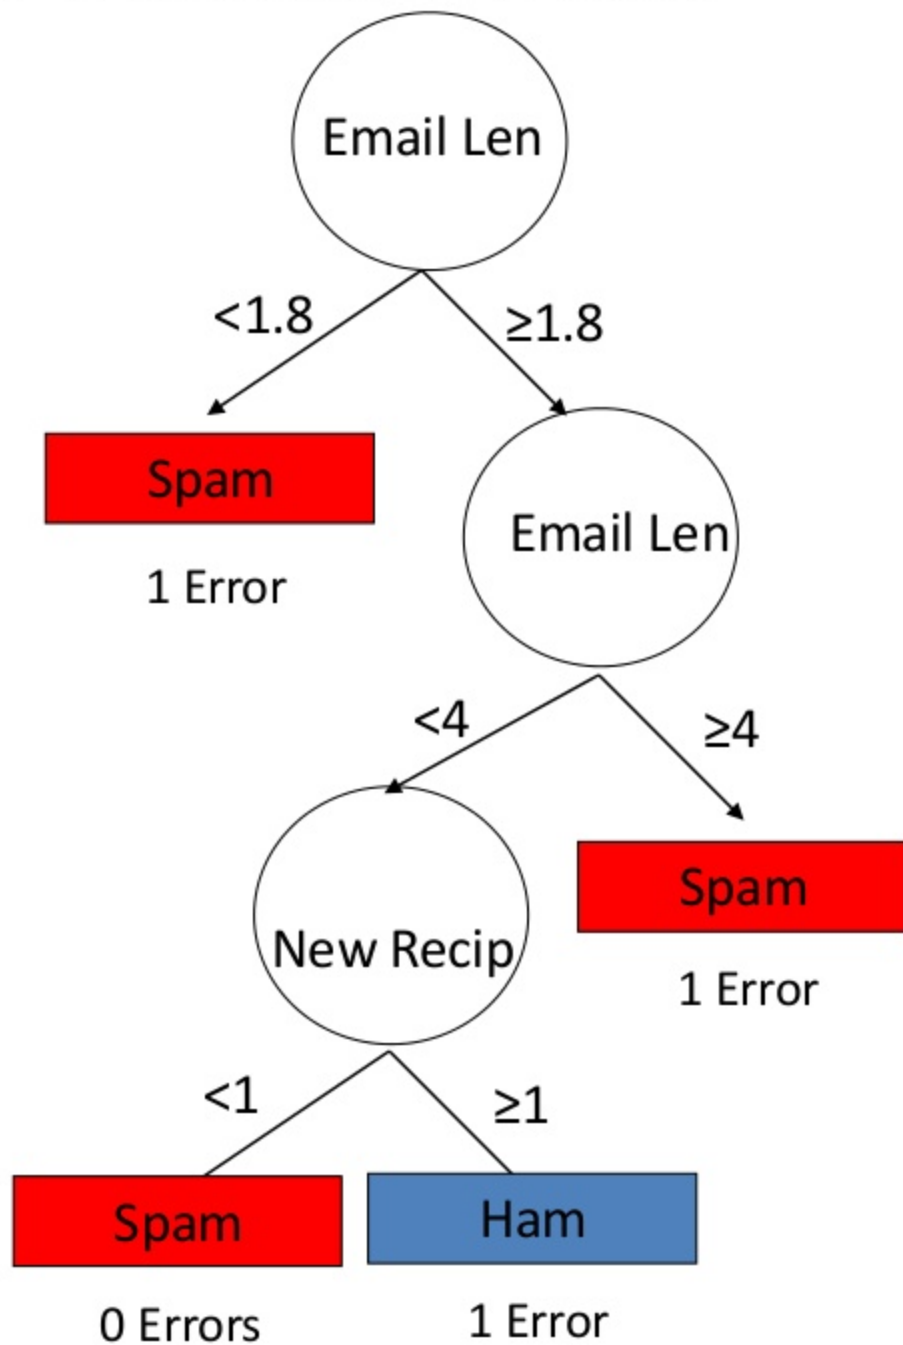 Email Len
<1.8
≥1.8
Spam
1 Error
Email Len
<4
≥4
New Recip
Spam
1 Error
<1
≥1
Spam
Ham
0 Errors
1 Error